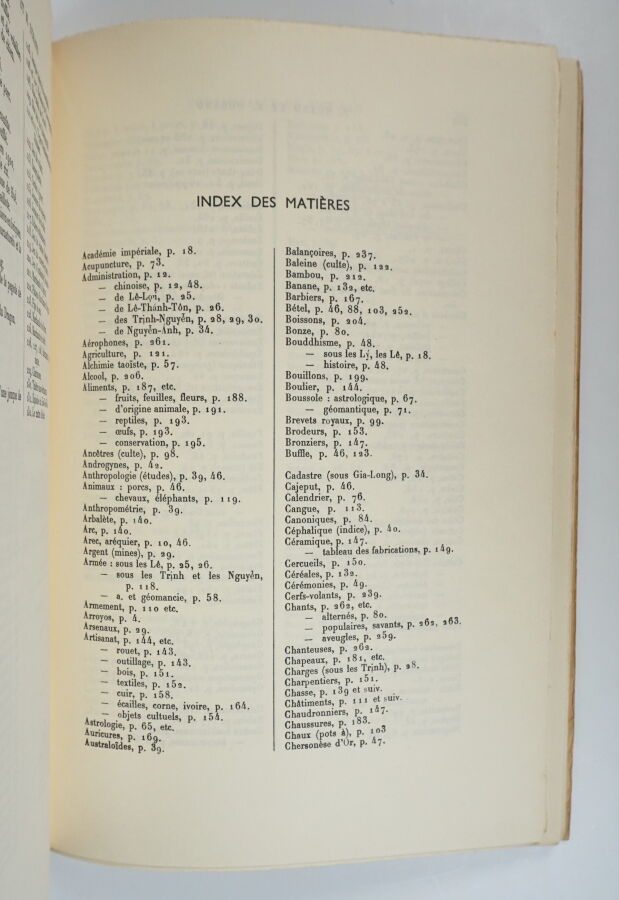 INDEX DES MATIÈRES
Académie impériale, p. 18.
Acupuncture, p. 73.
Administration, p. 12.
— chinoise, p. 12, 48.
— de Lê-Lợi, p. 25.
— de Lê-Thánh-Tôn, p. 26.
— des Trịnh-Nguyễn, p. 28, 29, 30.
— de Nguyễn-Anh, p. 34.
Aérophones, p. 261.
Agriculture, p. 121.
Alchimie taoïste, p. 57.
Alcool, p. 206.
Aliments, p. 187, etc.
— fruits, feuilles, fleurs, p. 188.
— d'origine animale, p. 191.
— reptiles, p. 193.
— œufs, p. 193.
— conservation, p. 195.
Ancêtres (culte), p. 98.
Androgynes, p. 42.
Anthropologie (études), p. 39, 46.
Animaux : porcs, p. 46.
— chevaux, éléphants, p. 119.
Anthropométrie, p. 39.
Arbalète, p. 140.
Arc, p. 140.
Arec, aréquier, p. 10, 46.
Argent (mines), p. 29.
Armée : sous les Lê, p. 25, 26.
— sous les Trịnh et les Nguyễn,
p. 118.
— a. et géomancie, p. 58.
Armement, p. 110 etc.
Arroyos, p. 4.
Arsenaux, p. 29.
Artisanat, p. 144, etc.
— rouet, p. 143.
— outillage, p. 143.
— bois, p. 151.
— textiles, p. 152.
— cuir, p. 158.
— écailles, corne, ivoire, p. 164.
— objets cultuels, p. 154.
Astrologie, p. 65, etc.
Auricures, p. 169.
Australoïdes, p. 39.
Balançoires, p. 237.
Baleine (culte), p. 122.
Bambou, p. 212.
Banane, p. 132, etc.
Barbiers, p. 167.
Bétel, p. 46, 88, 103, 252.
Boissons, p. 204.
Bonze, p. 80.
Bouddhisme, p. 48.
— sous les Lý, les Lê, p. 18.
— histoire, p. 48.
Bouillons, p. 199.
Boulier, p. 144.
Boussole : astrologique, p. 67.
— géomantique, p. 71.
Brevets royaux, p. 99.
Brodeurs, p. 153.
Bronziers, p. 147.
Buffle, p. 46, 123.
Cadastre (sous Gia-Long), p. 34.
Cajeput, p. 46.
Calendrier, p. 76.
Cangue, p. 113.
Canoniques, p. 84.
Céphalique (indice), p. 40.
Céramique, p. 147.
— tableau des fabrications, p. 149.
Cercueils, p. 150.
Céréales, p. 132.
Cérémonies, p. 49.
Cerfs-volants, p. 239.
Chants, p. 262, etc.
— alternés, p. 80.
— populaires, savants, p. 262, 263.
— aveugles, p. 259.
Chanteuses, p. 262.
Chapeaux, p. 181, etc.
Charges (sous les Trịnh), p. 28.
Charpentiers, p. 151.
Chasse, p. 139 et suiv.
Châtiments, p. 111 et suiv.
Chaudronniers, p. 147.
Chaussures, p. 183.
Chaux (pots à), p. 103
Chersonèse d'Or, p. 47.